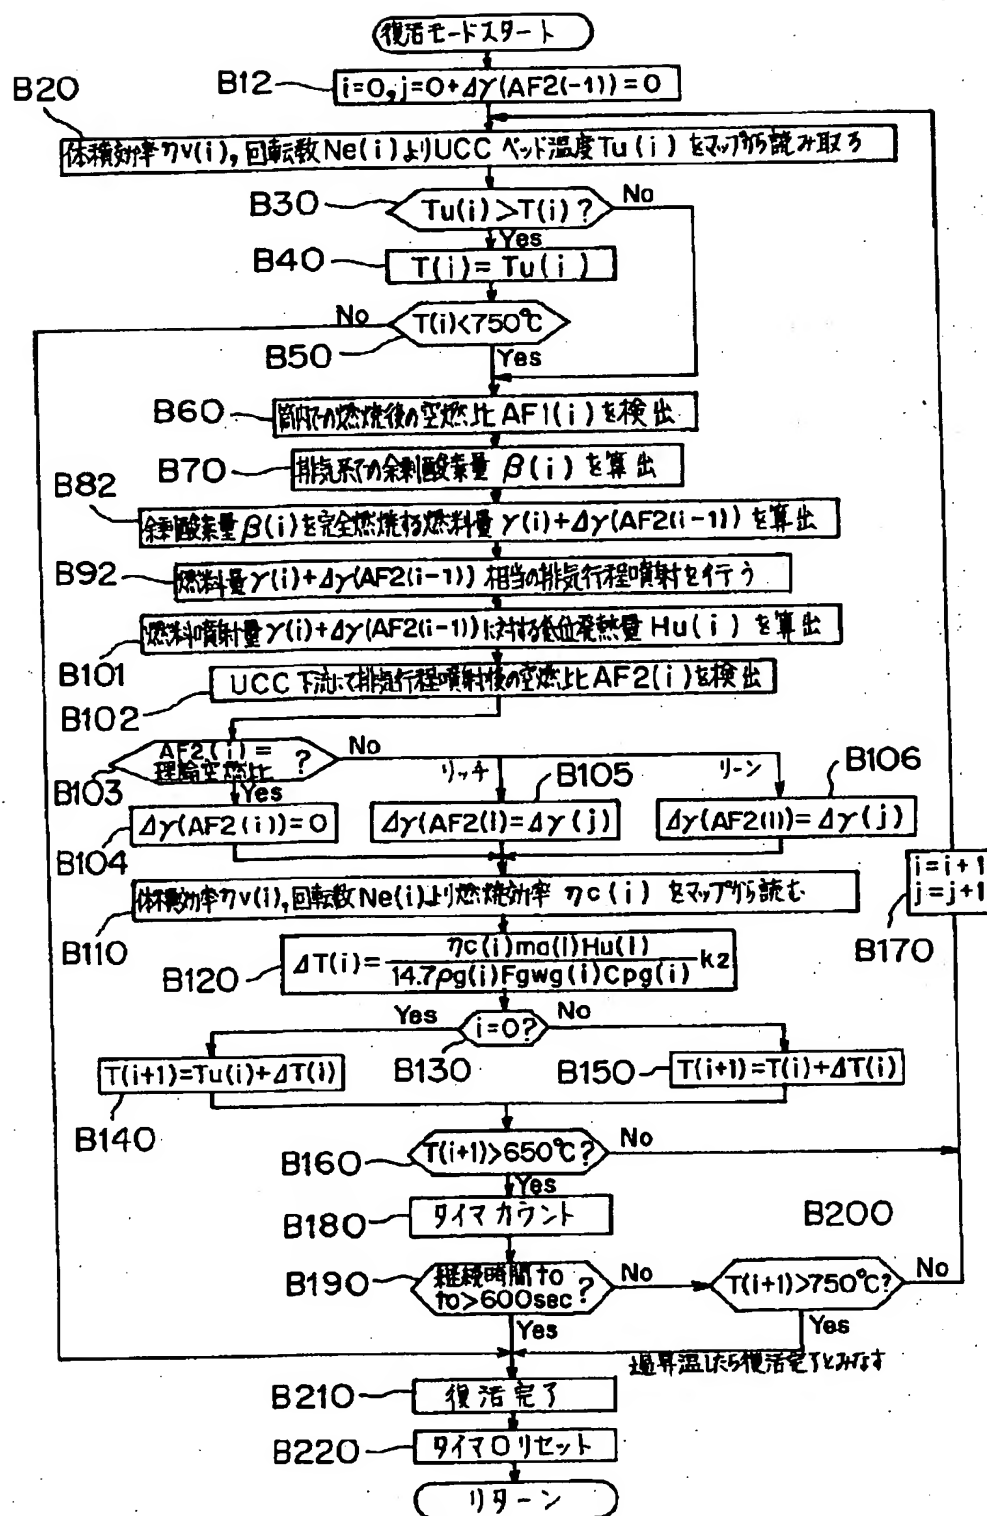 復活モードスタート
B12
i=0,j=0+Δγ(AF2(-1))=0
B20
体積効率ηv(i),回転数Ne(i)よりUCCベッド温度Tu(i)をマップから読み取る
B30
Tu(i)>T(i)?
No
Yes
B40
T(i)=Tu(i)
No
T(i)<750℃
B50
Yes
B60
筒内での燃焼後の空燃比AF1(i)を検出
B70
排気系での余剰酸素量β(i)を算出
B82
余剰酸素量β(i)を完全燃焼する燃料量γ(i)+Δγ(AF2(i-1))を算出
B92
燃料量γ(i)+Δγ(AF2(i-1))相当の排気行程噴射を行う
燃料噴射量γ(i)+Δγ(AF2(i-1))に対する低位発熱量Hu(i)を算出
B101
UCC下流にて排気行程噴射後の空燃比AF2(i)を検出
B102
AF2(i)=
理論空燃比?
No
リッチ
リーン
B103
Yes
B105
B106
Δγ(AF2(i))=0
Δγ(AF2(i)=Δγ(j)
Δγ(AF2(i))=Δγ(j)
B104
i=i+1
j=j+1
体積効率ηv(i),回転数Ne(i)より燃焼効率ηc(i)をマップから読む
B110
B170
B120
ΔT(i)=ηc(i)ma(i)Hu(i)/14.7ρg(i)Fgwg(i)Cpg(i) k2
Yes
i=0?
No
B130
T(i+1)=Tu(i)+ΔT(i)
B150
T(i+1)=T(i)+ΔT(i)
B140
B160
T(i+1)>650℃?
No
Yes
B180
タイマカウント
B200
B190
継続時間to
to>600sec?
No
T(i+1)>750℃?
No
Yes
Yes
過昇温したら復活完了とみなす
B210
復活完了
B220
タイマ0リセット
リターン